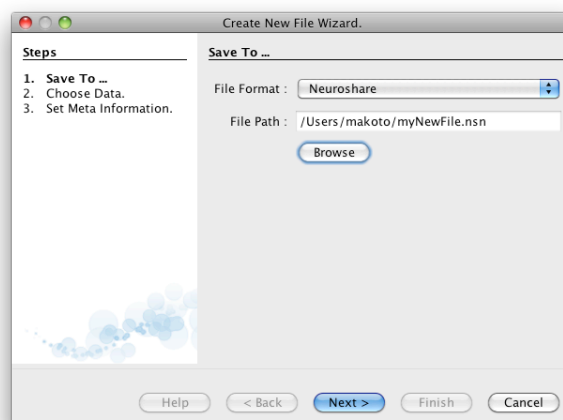 Create New File Wizard.
Steps
1. Save To ...
2. Choose Data.
3. Set Meta Information.
Save To ...
File Format : Neuroshare
File Path : /Users/makoto/myNewFile.nsn
Browse
Help < Back Next > Finish Cancel